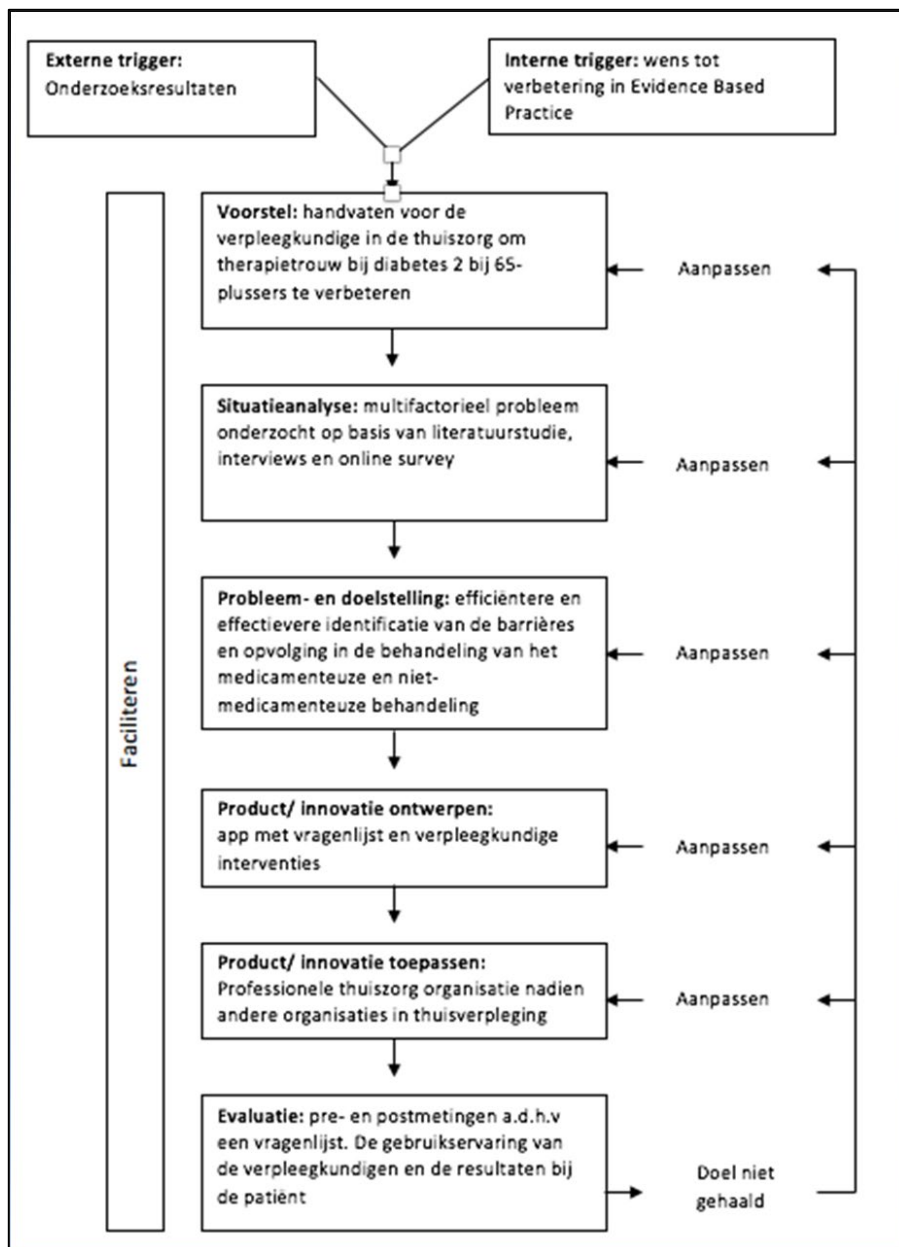 Externe trigger:
Onderzoeksresultaten
Interne trigger: wens tot
verbetering in Evidence Based
Practice
Faciliteren
Voorstel: handvaten voor de
verpleegkundige in de thuiszorg om
therapietrouw bij diabetes 2 bij 65-
plussers te verbeteren
Aanpassen
Situatieanalyse: multifactorieel probleem
onderzocht op basis van literatuurstudie,
interviews en online survey
Aanpassen
Probleem- en doelstelling: efficiëntere en
effectievere identificatie van de barrières
en opvolging in de behandeling van het
medicamenteuze en niet-
medicamenteuze behandeling
Aanpassen
Product/ innovatie ontwerpen:
app met vragenlijst en verpleegkundige
interventies
Aanpassen
Product/ innovatie toepassen:
Professionele thuiszorg organisatie nadien
andere organisaties in thuisverpleging
Aanpassen
Evaluatie: pre- en postmetingen a.d.h.v
een vragenlijst. De gebruikservaring van
de verpleegkundigen en de resultaten bij
de patiënt
Doel niet
gehaald